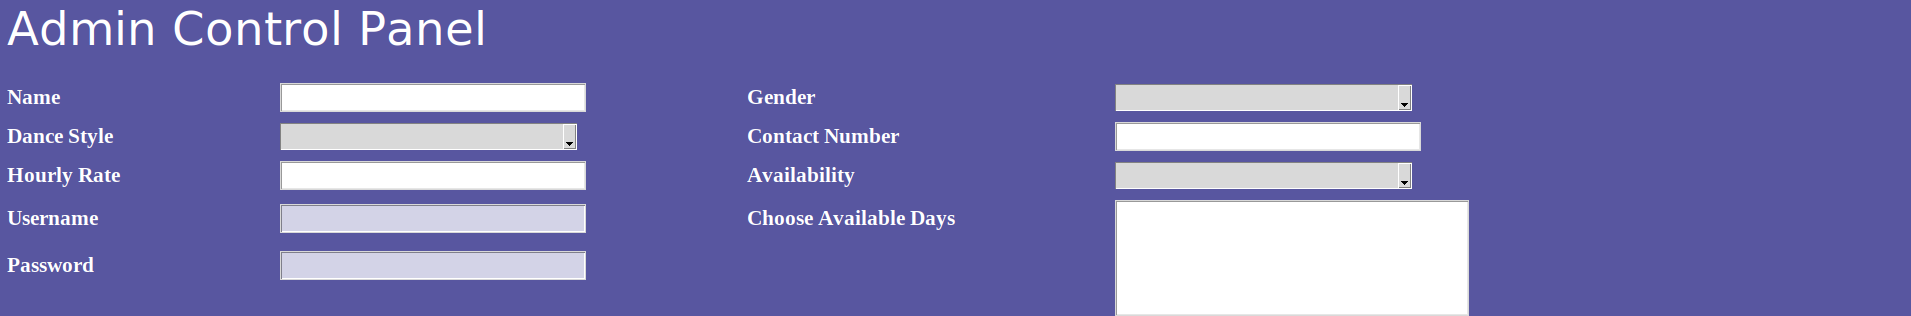 Admin Control Panel
Name
Gender
Dance Style
Contact Number
Hourly Rate
Availability
Username
Choose Available Days
Password